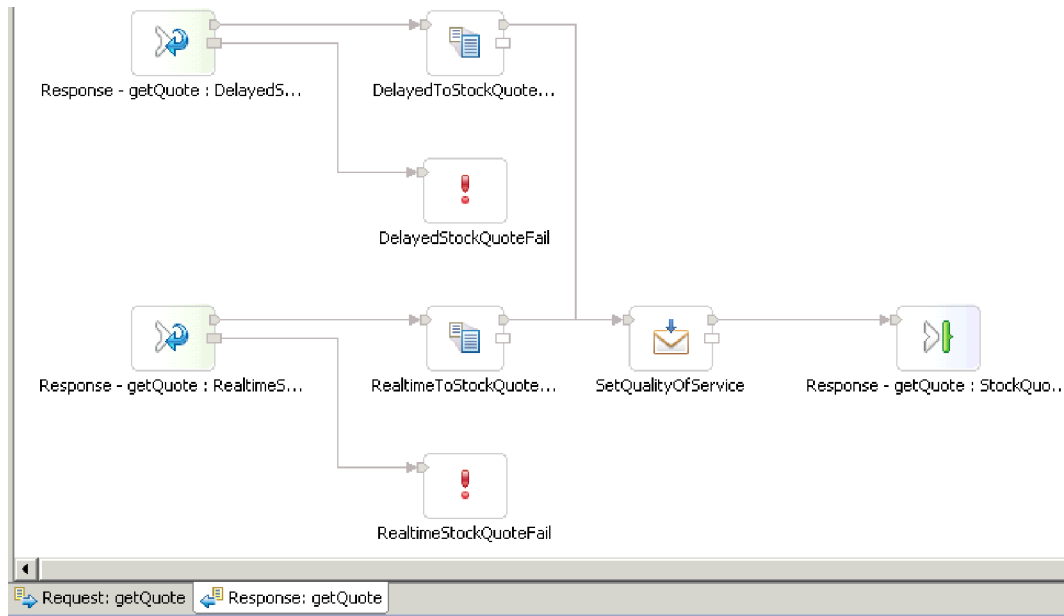 Response - getQuote : DelayedS...
DelayedToStockQuote...
DelayedStockQuoteFail
Response - getQuote : RealtimeS...
RealtimeToStockQuote...
SetQualityOfService
Response - getQuote : StockQuo...
RealtimeStockQuoteFail
Request: getQuote
Response: getQuote